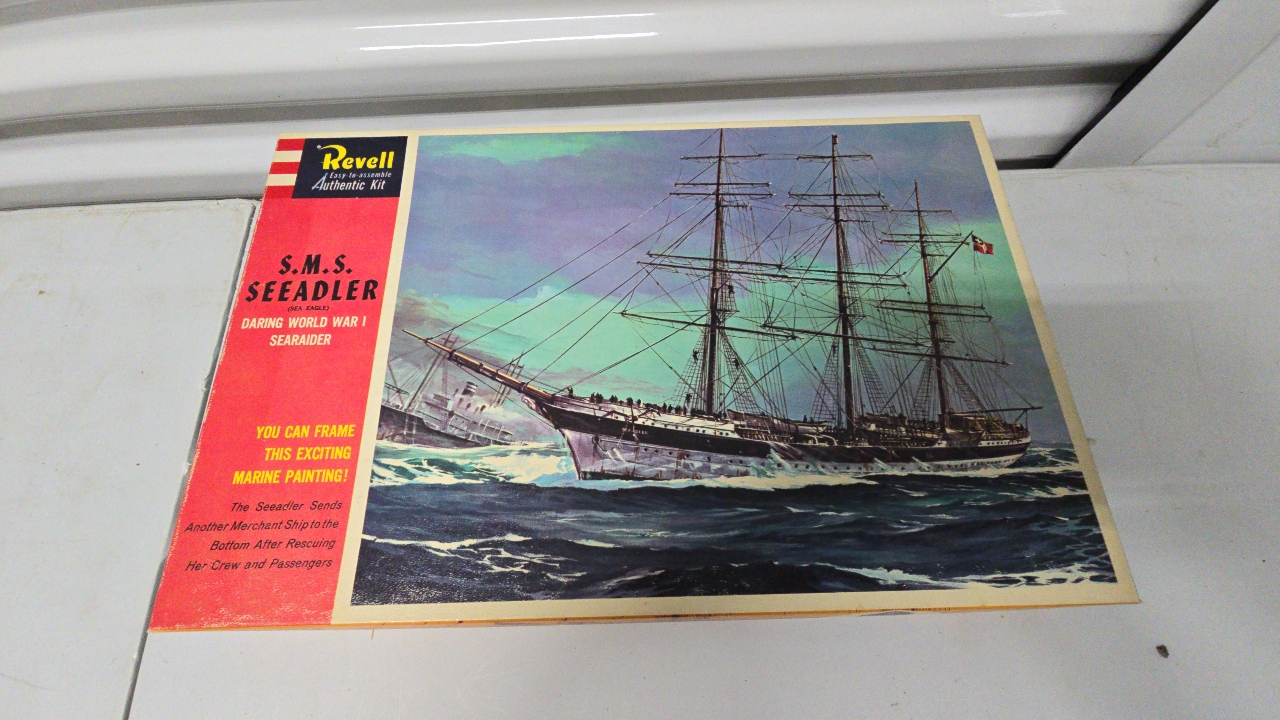 Revell
Easy-to-assemble
Authentic Kit
S.M.S.
SEEADLER
(SEA EAGLE)
DARING WORLD WAR I
SEARAIDER
YOU CAN FRAME
THIS EXCITING
MARINE PAINTING!
The Seeadler Sends
Another Merchant Ship to the
Bottom After Rescuing
Her Crew and Passengers